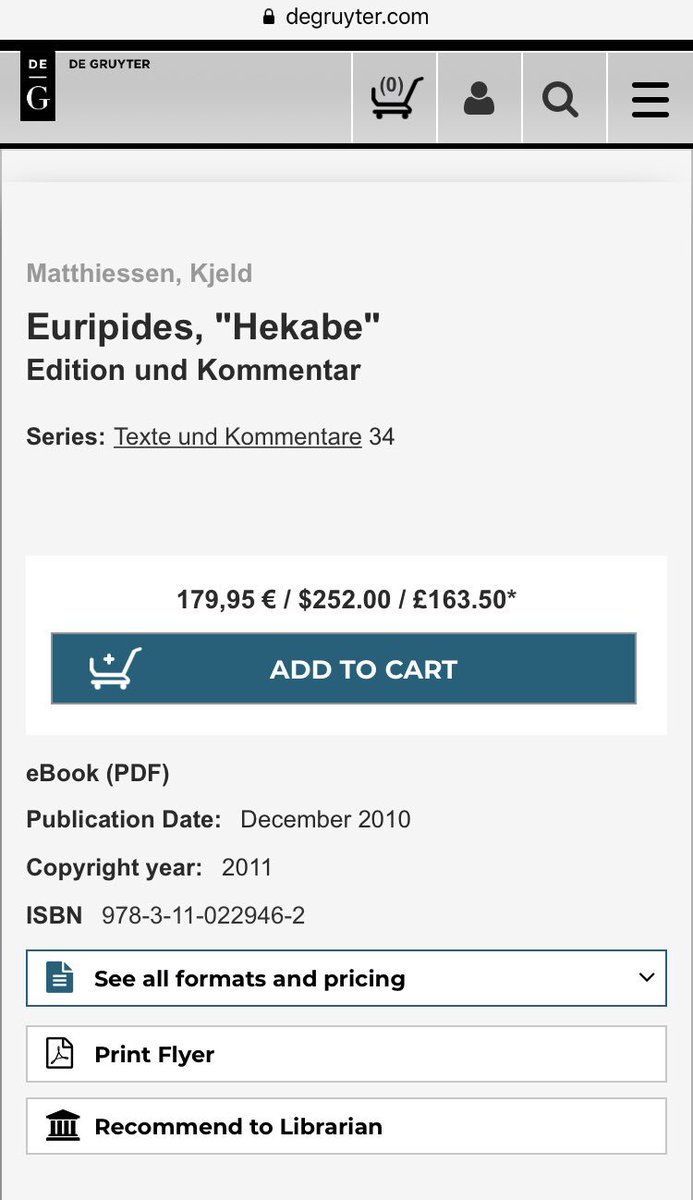 degruyter.com
DE
G
DE GRUYTER
(0)
Matthiessen, Kjeld
Euripides, "Hekabe"
Edition und Kommentar
Series: Texte und Kommentare 34
179,95 € / $252.00 / £163.50*
ADD TO CART
eBook (PDF)
Publication Date: December 2010
Copyright year: 2011
ISBN 978-3-11-022946-2
See all formats and pricing
Print Flyer
Recommend to Librarian